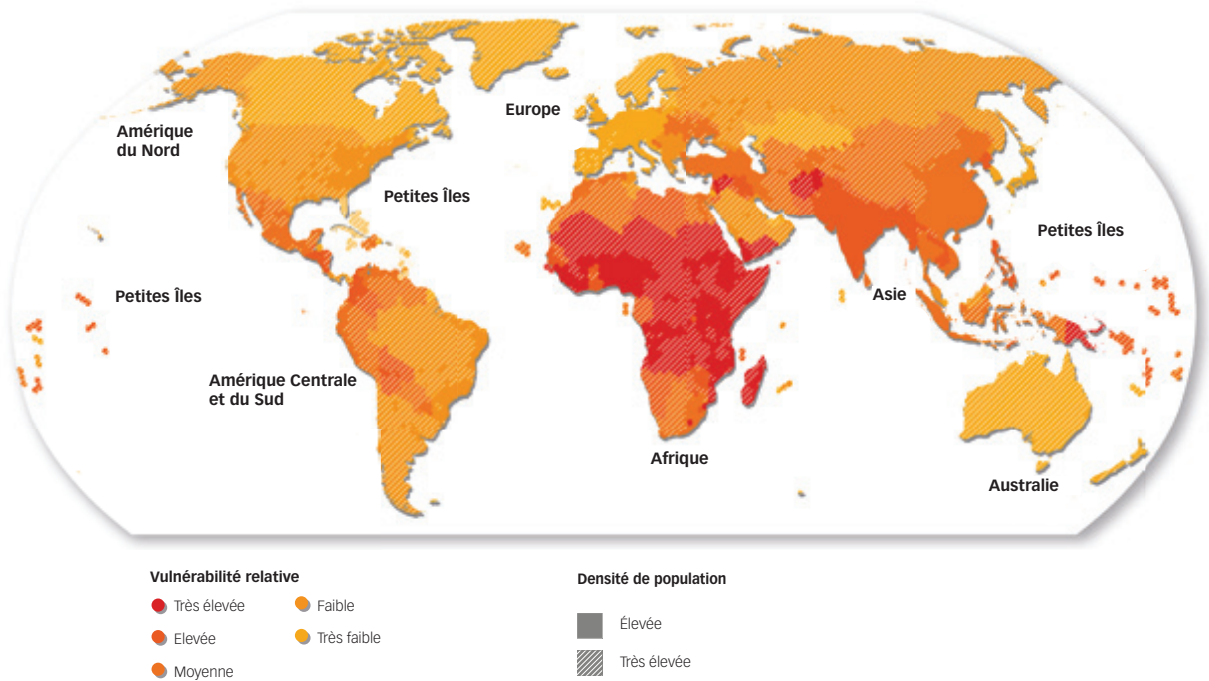 Europe
Amérique
du Nord
Petites Îles
Petites Îles
Petites Îles
Asie
Amérique Centrale
et du Sud
Afrique
Australie
Vulnérabilité relative
Très élevée
Elevée
Moyenne
Faible
Très faible
Densité de population
Élevée
Très élevée